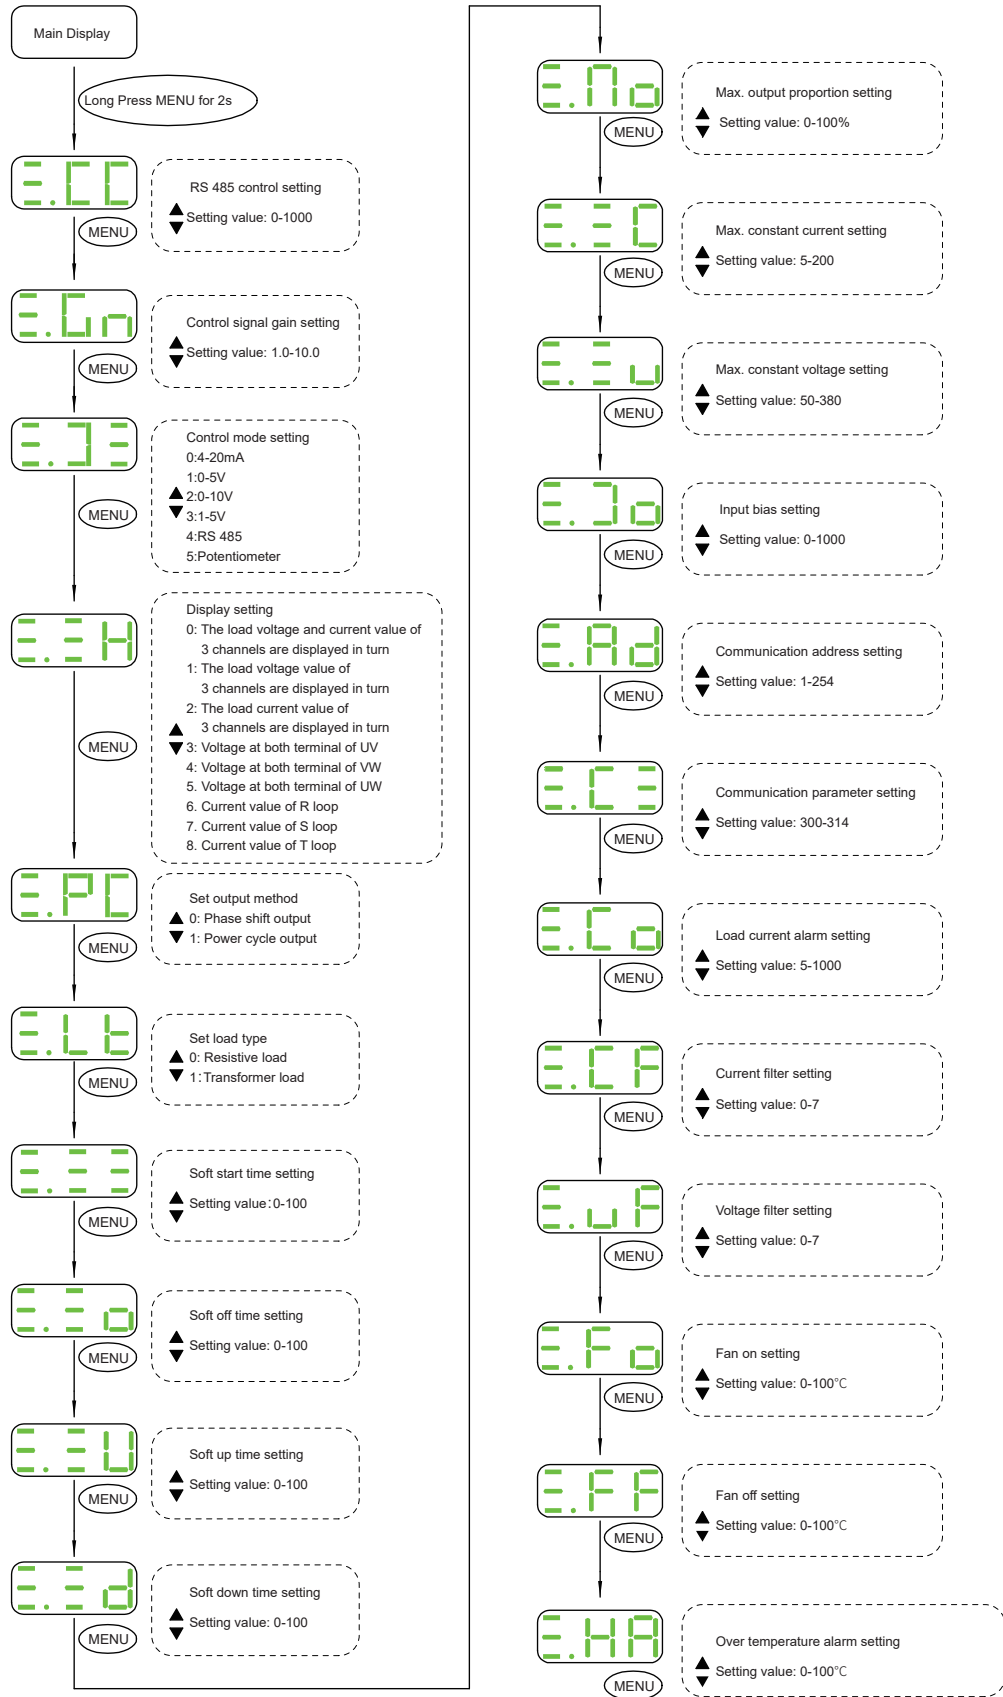 Main Display
Long Press MENU for 2s
RS 485 control setting
Setting value: 0-1000
MENU
Control signal gain setting
Setting value: 1.0-10.0
MENU
Control mode setting
0:4-20mA
1:0-5V
2:0-10V
3:1-5V
4:RS 485
5:Potentiometer
MENU
Display setting
0: The load voltage and current value of
3 channels are displayed in turn
1: The load voltage value of
3 channels are displayed in turn
2: The load current value of
3 channels are displayed in turn
3: Voltage at both terminal of UV
4: Voltage at both terminal of VW
5. Voltage at both terminal of UW
6. Current value of R loop
7. Current value of S loop
8. Current value of T loop
MENU
Set output method
0: Phase shift output
1: Power cycle output
MENU
Set load type
0: Resistive load
1:Transformer load
MENU
Soft start time setting
Setting value:0-100
MENU
Soft off time setting
Setting value: 0-100
MENU
Soft up time setting
Setting value: 0-100
MENU
Soft down time setting
Setting value: 0-100
MENU
Max. output proportion setting
Setting value: 0-100%
MENU
Max. constant current setting
Setting value: 5-200
MENU
Max. constant voltage setting
Setting value: 50-380
MENU
Input bias setting
Setting value: 0-1000
MENU
Communication address setting
Setting value: 1-254
MENU
Communication parameter setting
Setting value: 300-314
MENU
Load current alarm setting
Setting value: 5-1000
MENU
Current filter setting
Setting value: 0-7
MENU
Voltage filter setting
Setting value: 0-7
MENU
Fan on setting
Setting value: 0-100℃
MENU
Fan off setting
Setting value: 0-100℃
MENU
Over temperature alarm setting
Setting value: 0-100℃
MENU